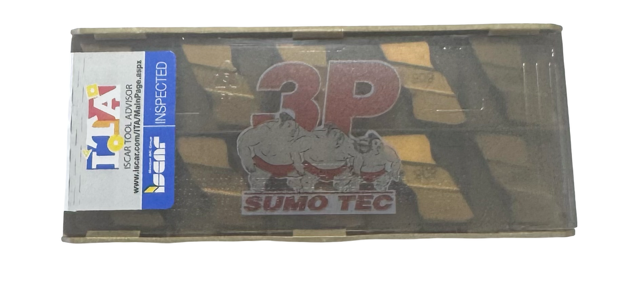 3P
SUMO TEC
ITA
ISCAR TOOL ADVISOR
www.iscar.com/ITA/MainPage.aspx
iscar
INSPECTED